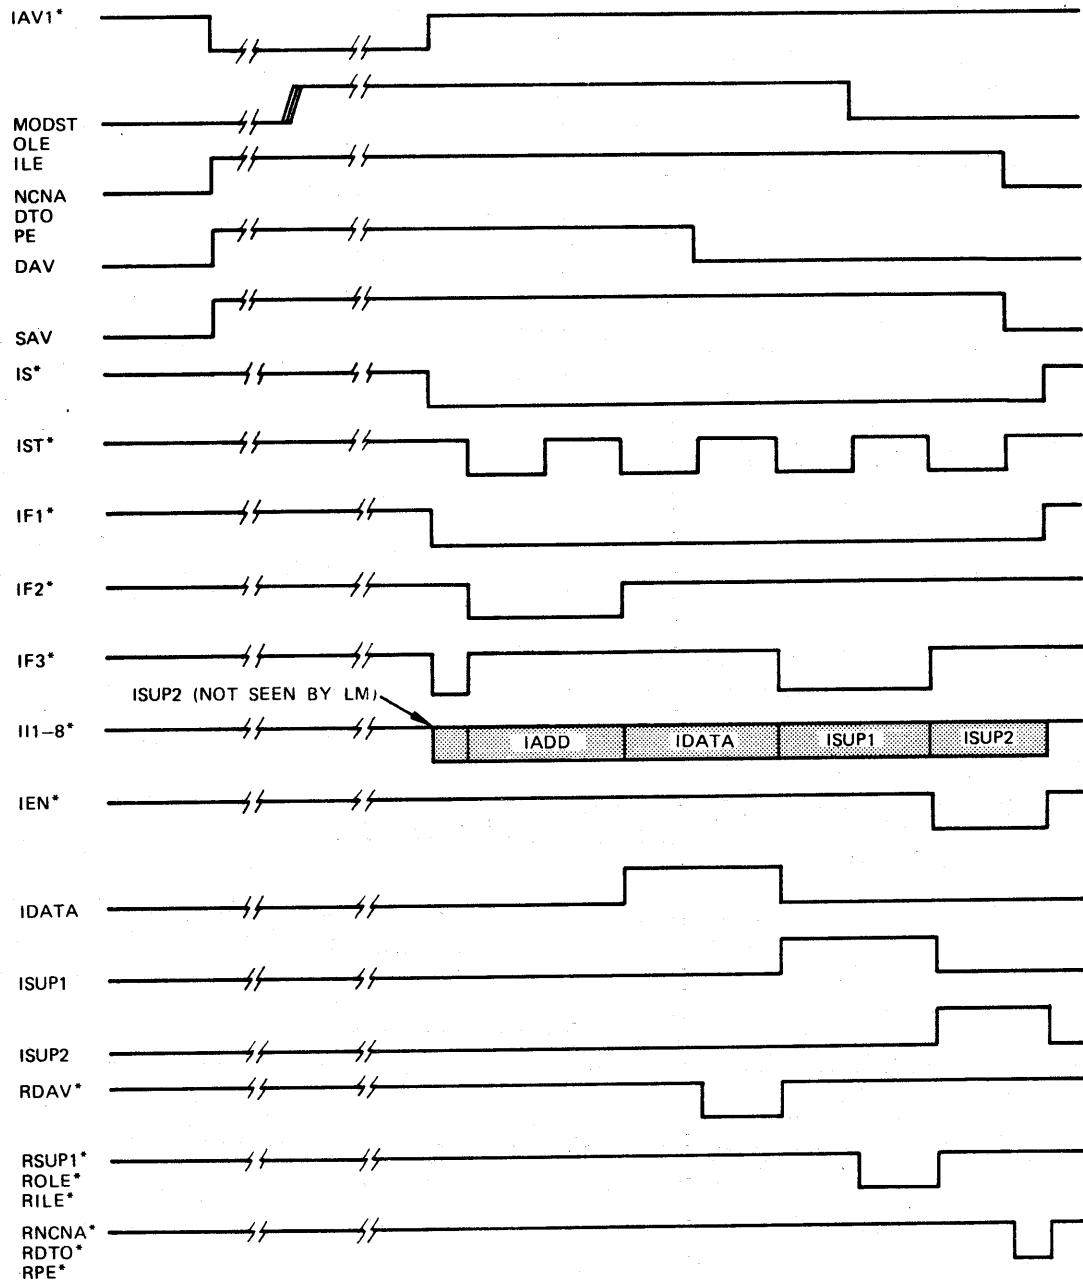 IAV1*
MODST
OLE
ILE
NCNA
DTO
PE
DAV
SAV
IS*
IST*
IF1*
IF2*
IF3*
ISUP2 (NOT SEEN BY LM)
II1–8*
IADD IDATA ISUP1 ISUP2
IEN*
IDATA
ISUP1
ISUP2
RDAV*
RSUP1*
ROLE*
RILE*
RNCNA*
RDTO*
RPE*